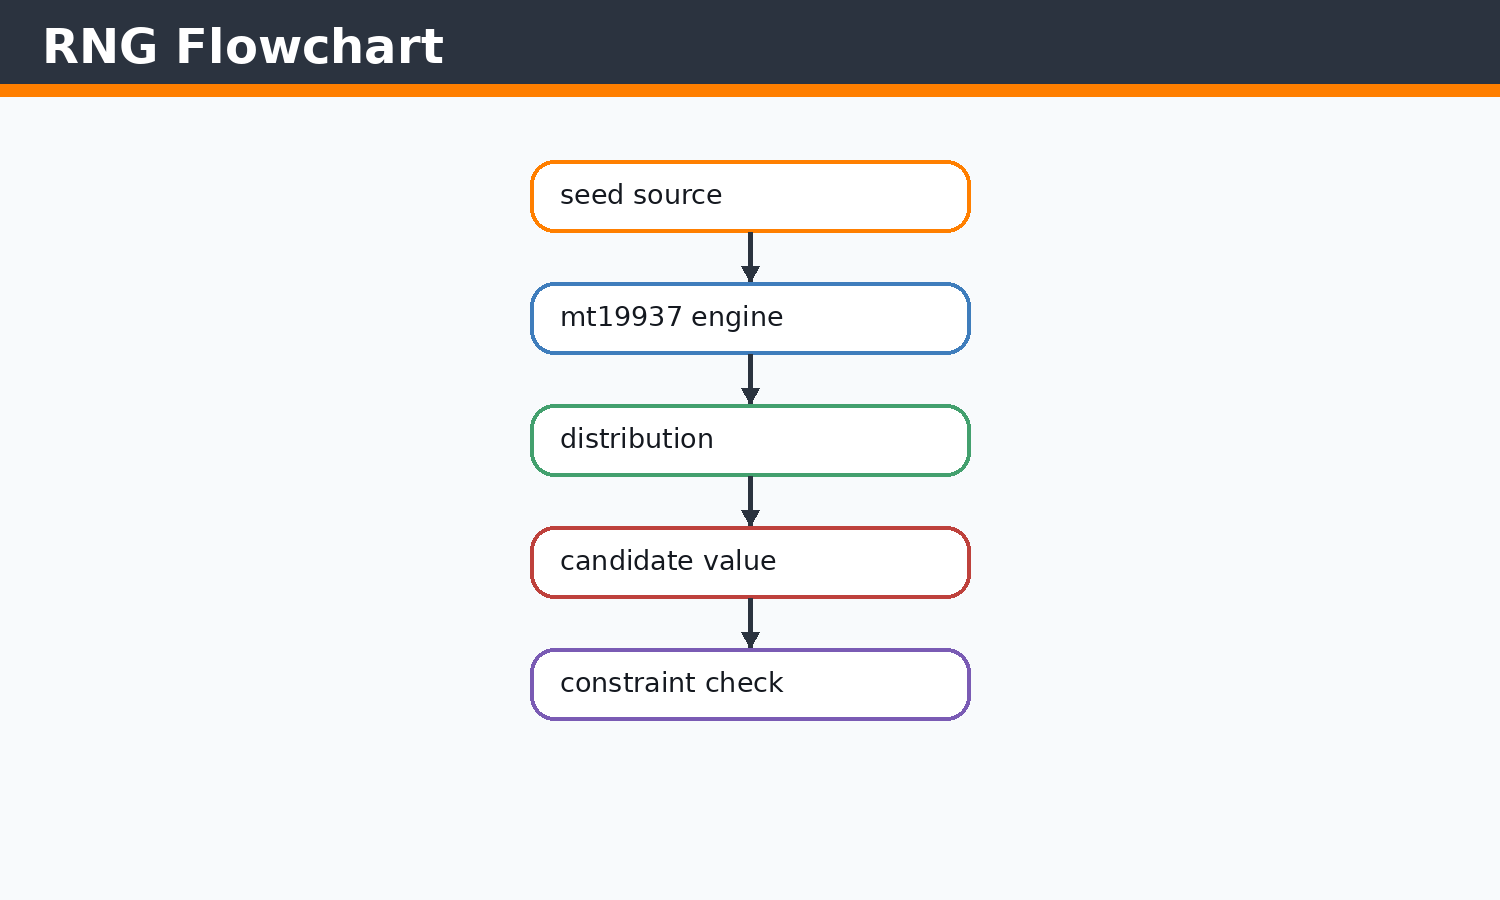 RNG Flowchart
seed source
mt19937 engine
distribution
candidate value
constraint check